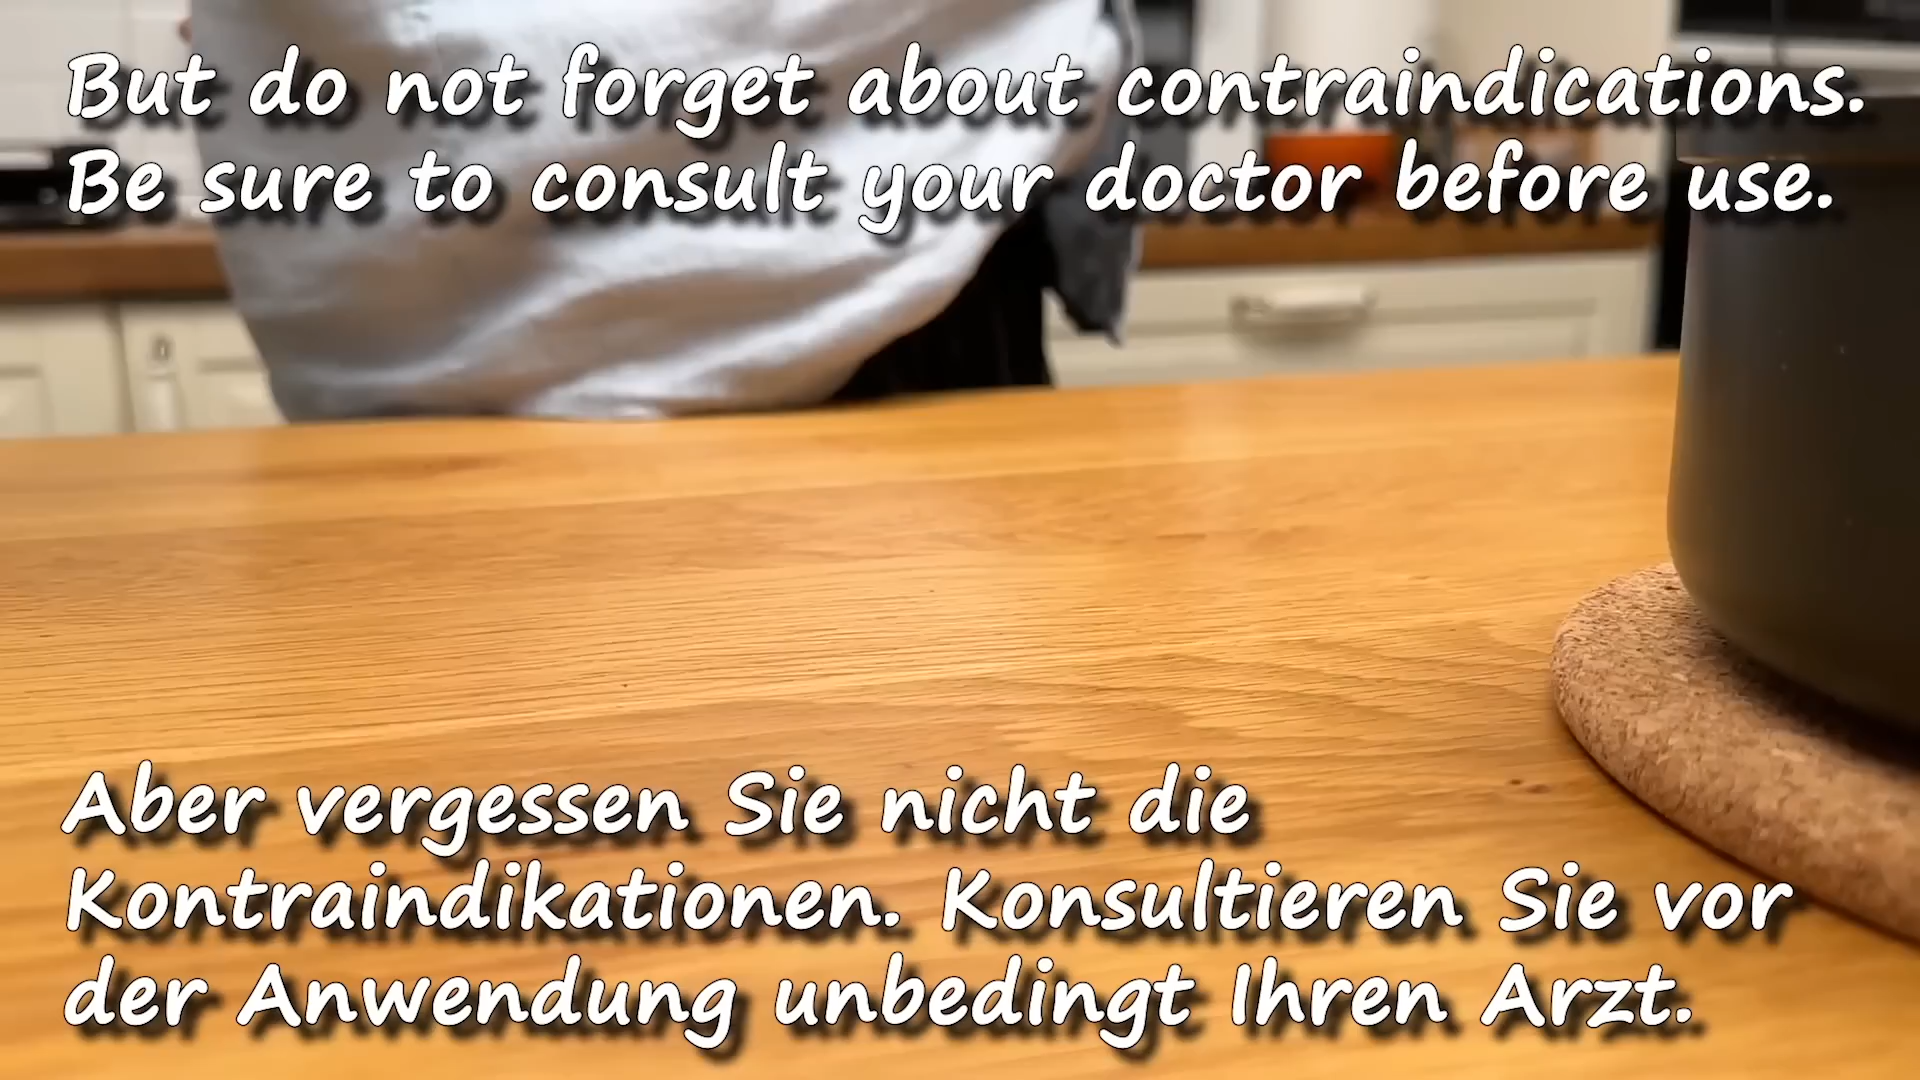 But do not forget about contraindications.
Be sure to consult your doctor before use.
Aber vergessen Sie nicht die
Kontraindikationen. Konsultieren Sie vor
der Anwendung unbedingt Ihren Arzt.